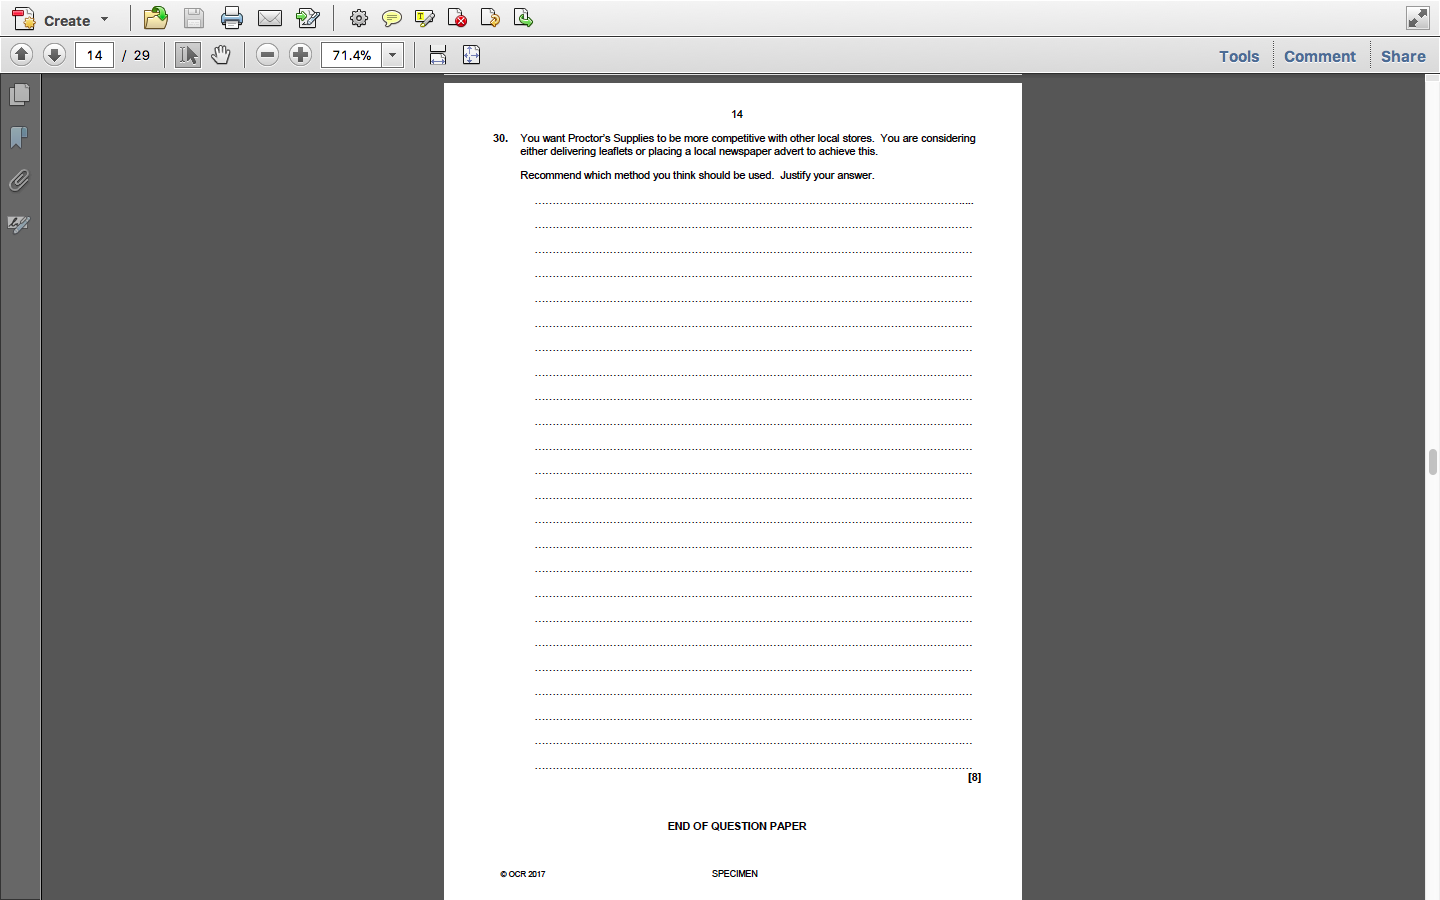 Create
14 / 29
71.4%
Tools
Comment
Share
14
30. You want Proctor's Supplies to be more competitive with other local stores. You are considering
either delivering leaflets or placing a local newspaper advert to achieve this.
Recommend which method you think should be used. Justify your answer.
[8]
END OF QUESTION PAPER
© OCR 2017
SPECIMEN